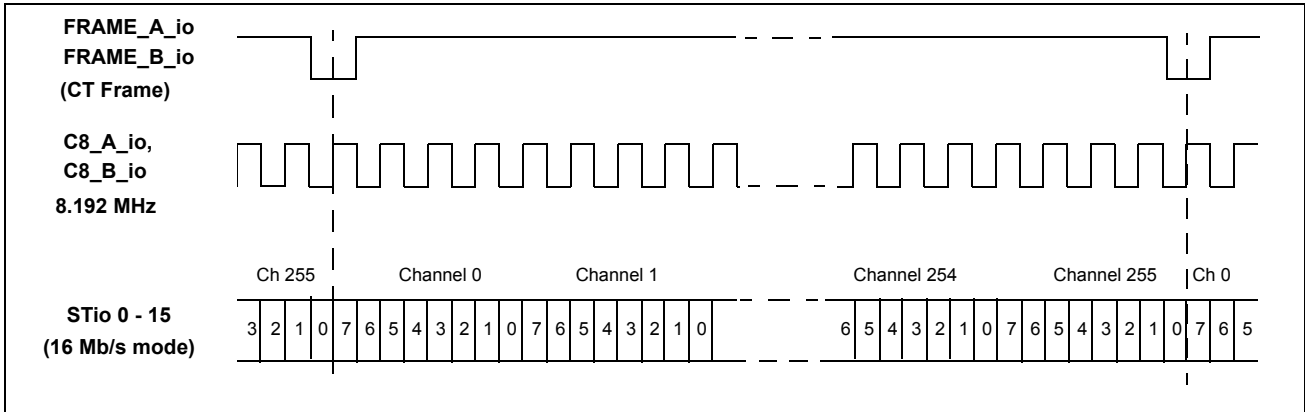 FRAME_A_io
FRAME_B_io
(CT Frame)
C8_A_io,
C8_B_io
8.192 MHz
Ch 255 Channel 0 Channel 1 Channel 254 Channel 255 Ch 0
STio 0 - 15
(16 Mb/s mode)
3 2 1 0 7 6 5 4 3 2 1 0 7 6 5 4 3 2 1 0 6 5 4 3 2 1 0 7 6 5 4 3 2 1 0 7 6 5